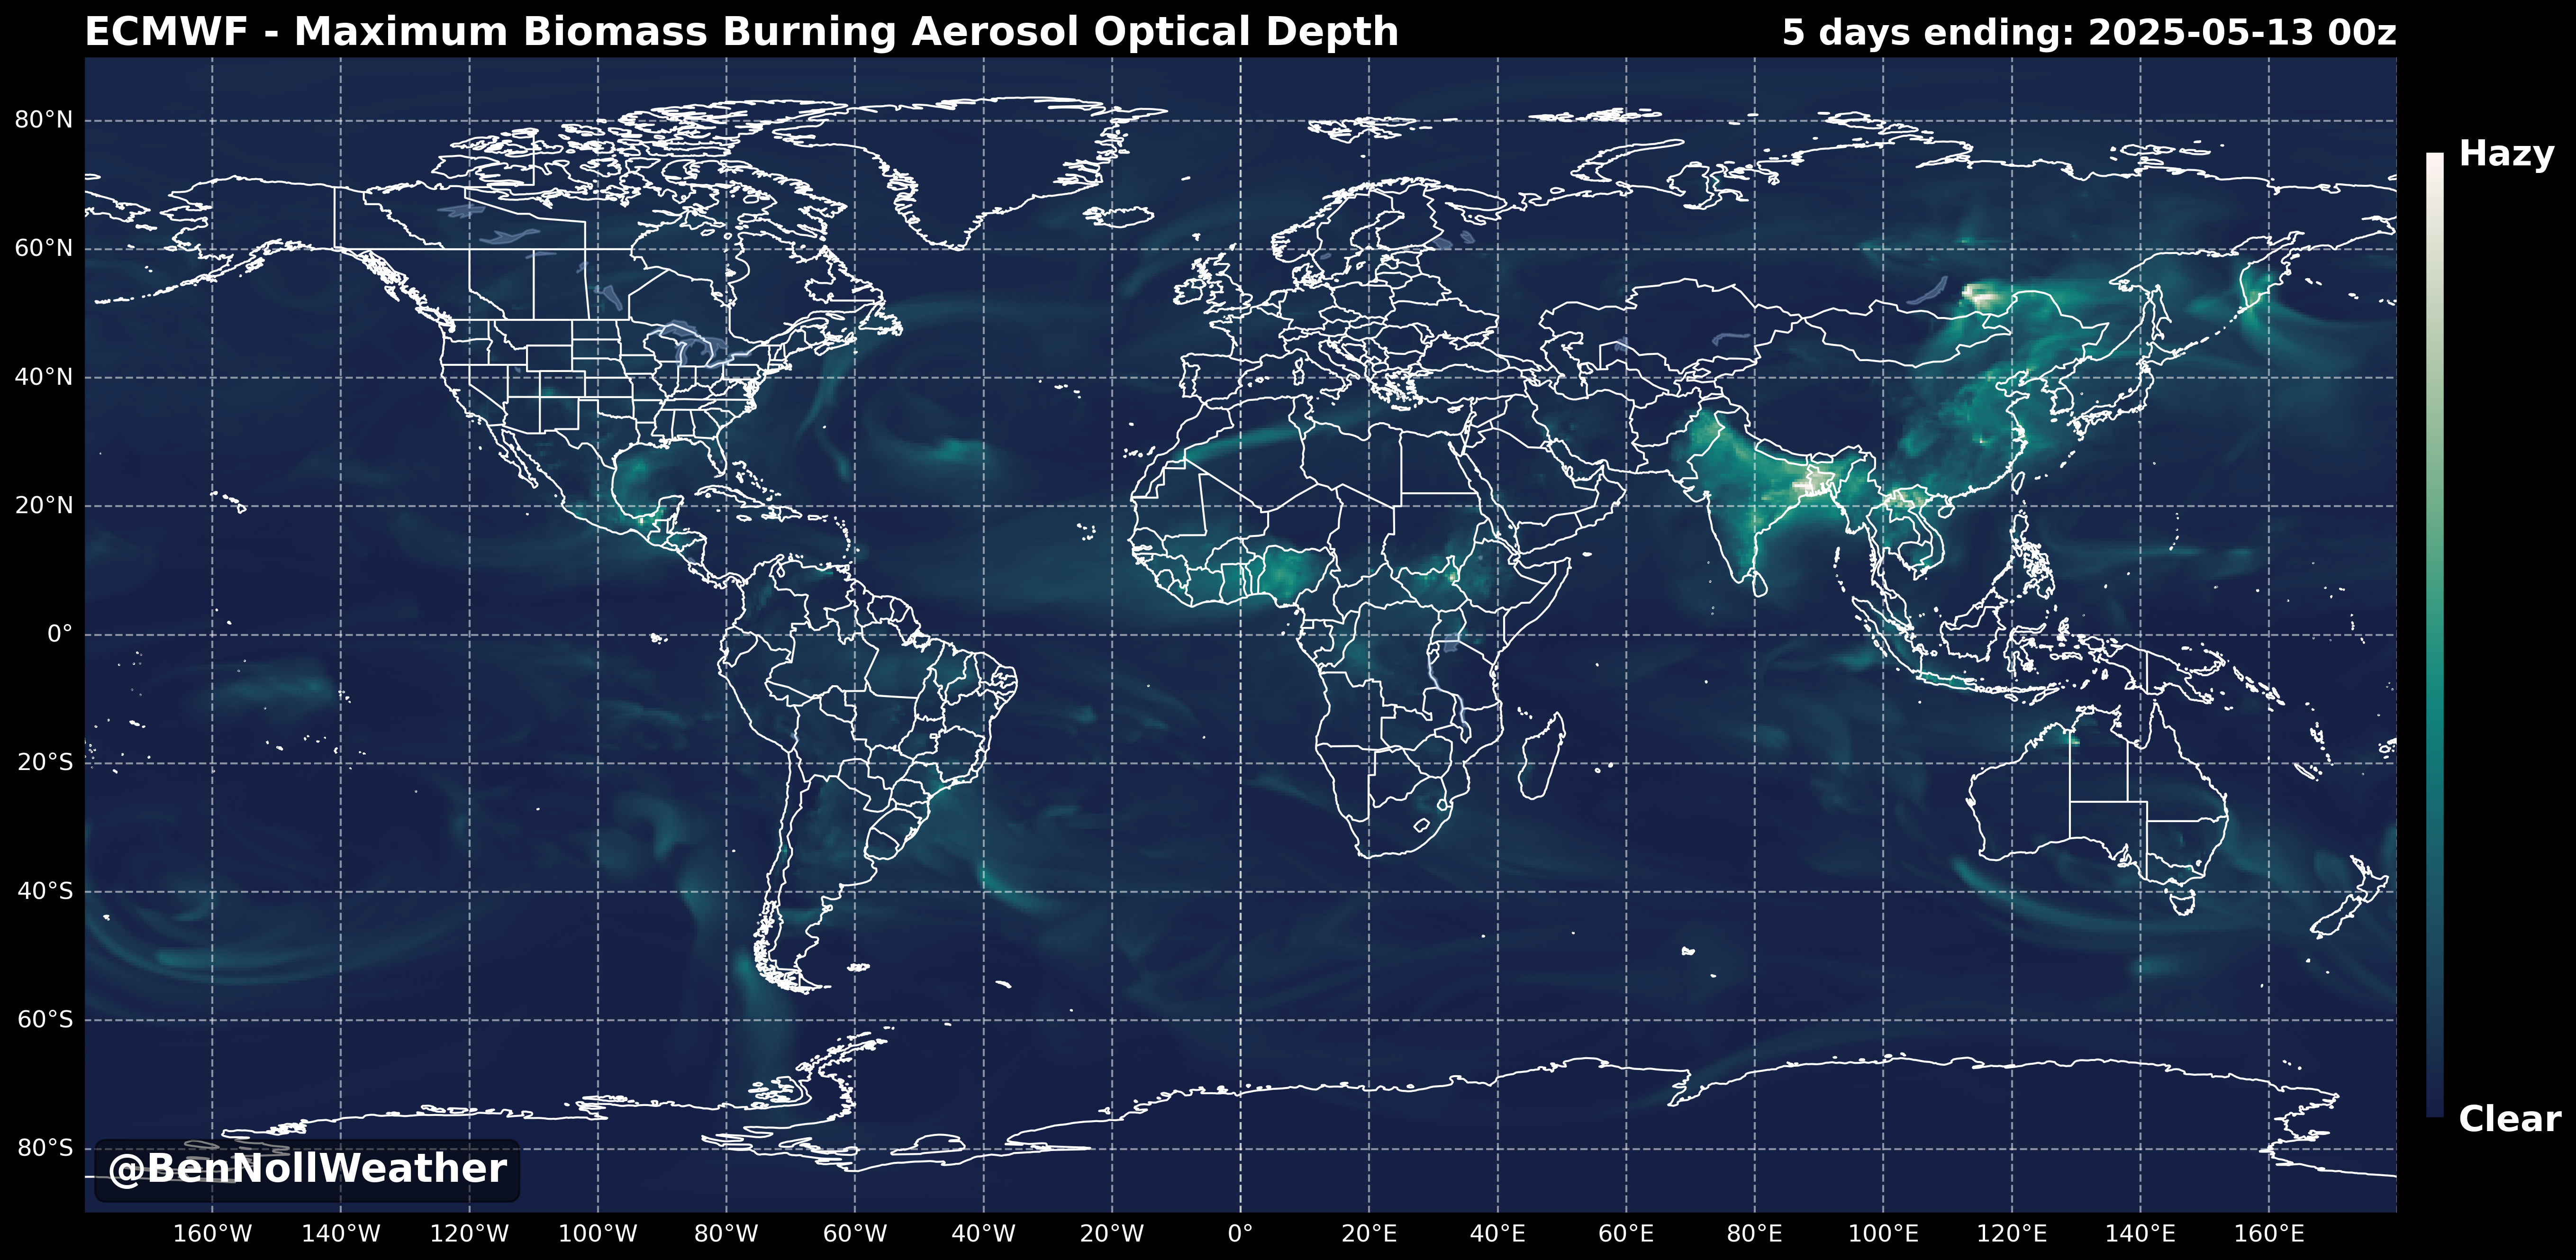 ECMWF - Maximum Biomass Burning Aerosol Optical Depth
5 days ending: 2025-05-13 00z
Hazy
Clear
80°N
60°N
40°N
20°N
0°
20°S
40°S
60°S
80°S
@BenNollWeather
160°W 140°W 120°W 100°W 80°W 60°W 40°W 20°W 0° 20°E 40°E 60°E 80°E 100°E 120°E 140°E 160°E